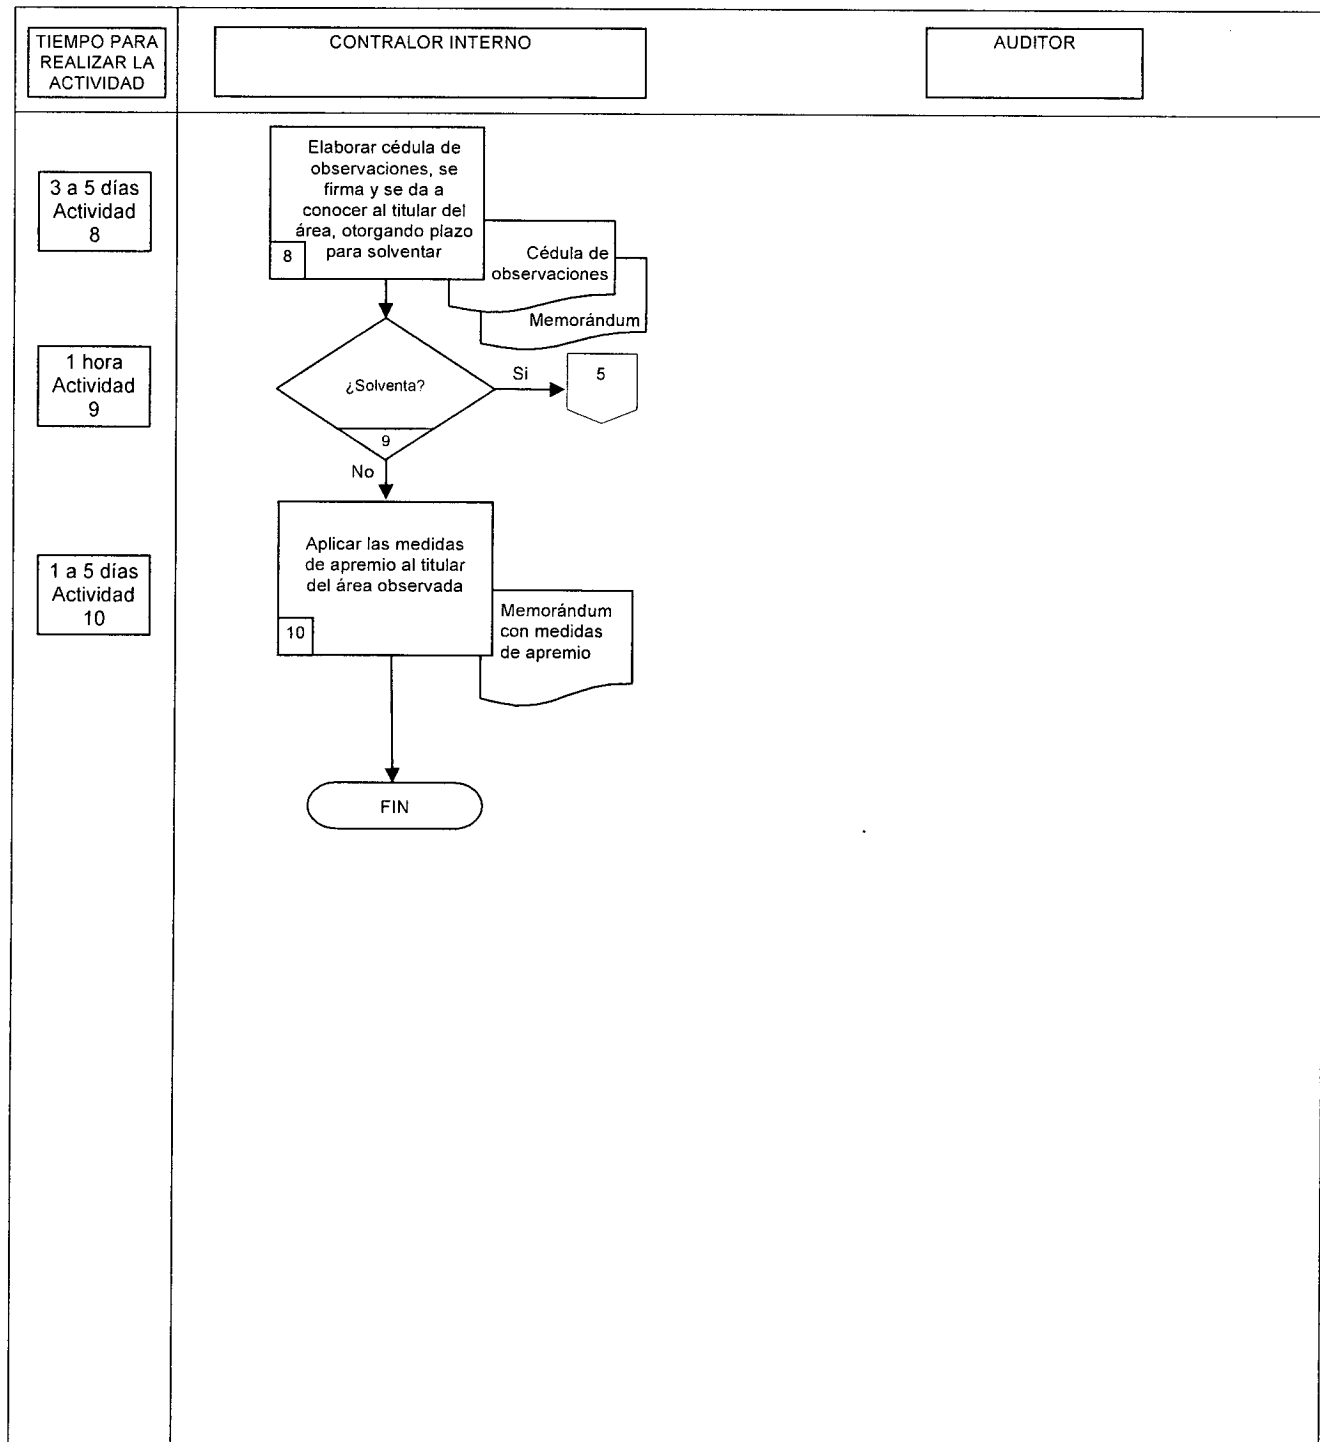 TIEMPO PARA
REALIZAR LA
ACTIVIDAD
CONTRALOR INTERNO
AUDITOR
3 a 5 días
Actividad
8
Elaborar cédula de
observaciones, se
firma y se da a
conocer al titular del
área, otorgando plazo
para solventar
8
Cédula de
observaciones
Memorándum
1 hora
Actividad
9
¿Solventa?
9
Si
5
No
1 a 5 días
Actividad
10
Aplicar las medidas
de apremio al titular
del área observada
10
Memorándum
con medidas
de apremio
FIN